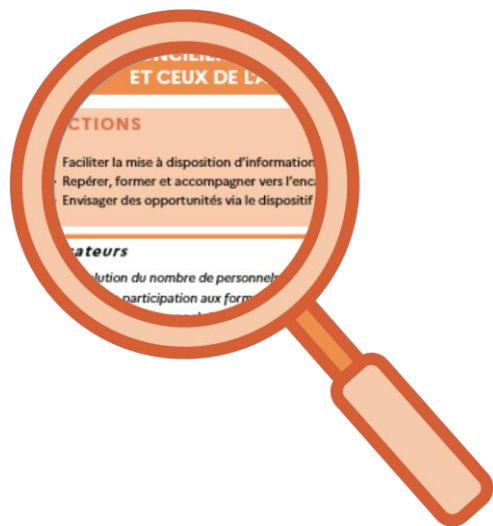 ET CEUX DE L'A
CTIONS
Faciliter la mise à disposition d'information
Repérer, former et accompagner vers l'enca
Envisager des opportunités via le dispositif
ateurs
lution du nombre de personnels
participation aux form